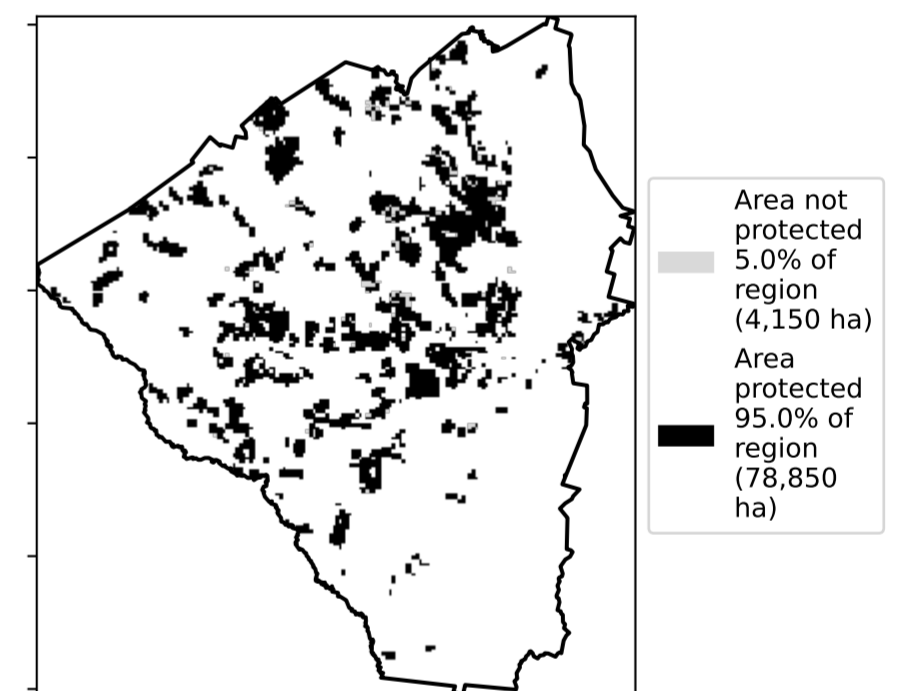 Area not
protected
5.0% of
region
(4,150 ha)
Area
protected
95.0% of
region
(78,850
ha)